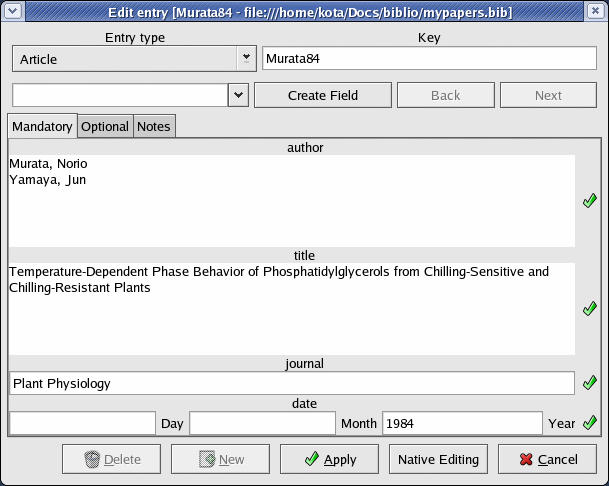 Edit entry [Murata84 - file:///home/kota/Docs/biblio/mypapers.bib]
Entry type
Key
Article
Murata84
Create Field
Back
Next
Mandatory
Optional
Notes
author
Murata, Norio
Yamaya, Jun
title
Temperature-Dependent Phase Behavior of Phosphatidylglycerols from Chilling-Sensitive and
Chilling-Resistant Plants
journal
Plant Physiology
date
Day
Month
1984
Year
Delete
New
Apply
Native Editing
Cancel